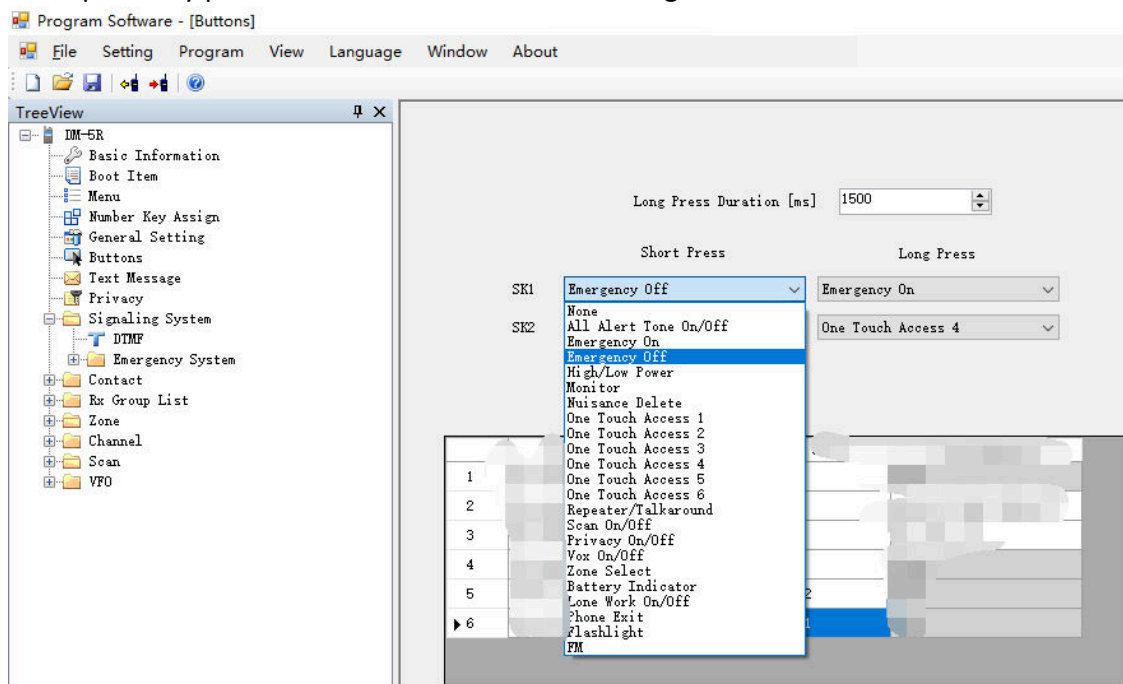 Program Software - [Buttons]
File Setting Program View Language Window About
TreeView
DM-5R
Basic Information
Boot Item
Menu
Number Key Assign
General Setting
Buttons
Text Message
Privacy
Signaling System
DTMF
Emergency System
Contact
Rx Group List
Zone
Channel
Scan
VFO
Long Press Duration [ms] 1500
Short Press Long Press
SK1 Emergency Off Emergency On
SK2 One Touch Access 4
None
All Alert Tone On/Off
Emergency On
Emergency Off
High/Low Power
Monitor
Nuisance Delete
One Touch Access 1
One Touch Access 2
One Touch Access 3
One Touch Access 4
One Touch Access 5
One Touch Access 6
Repeater/Talkaround
Scan On/Off
Privacy On/Off
Vox On/Off
Zone Select
Battery Indicator
Lone Work On/Off
Phone Exit
Flashlight
FM
1
2
3
4
5 2
6 1